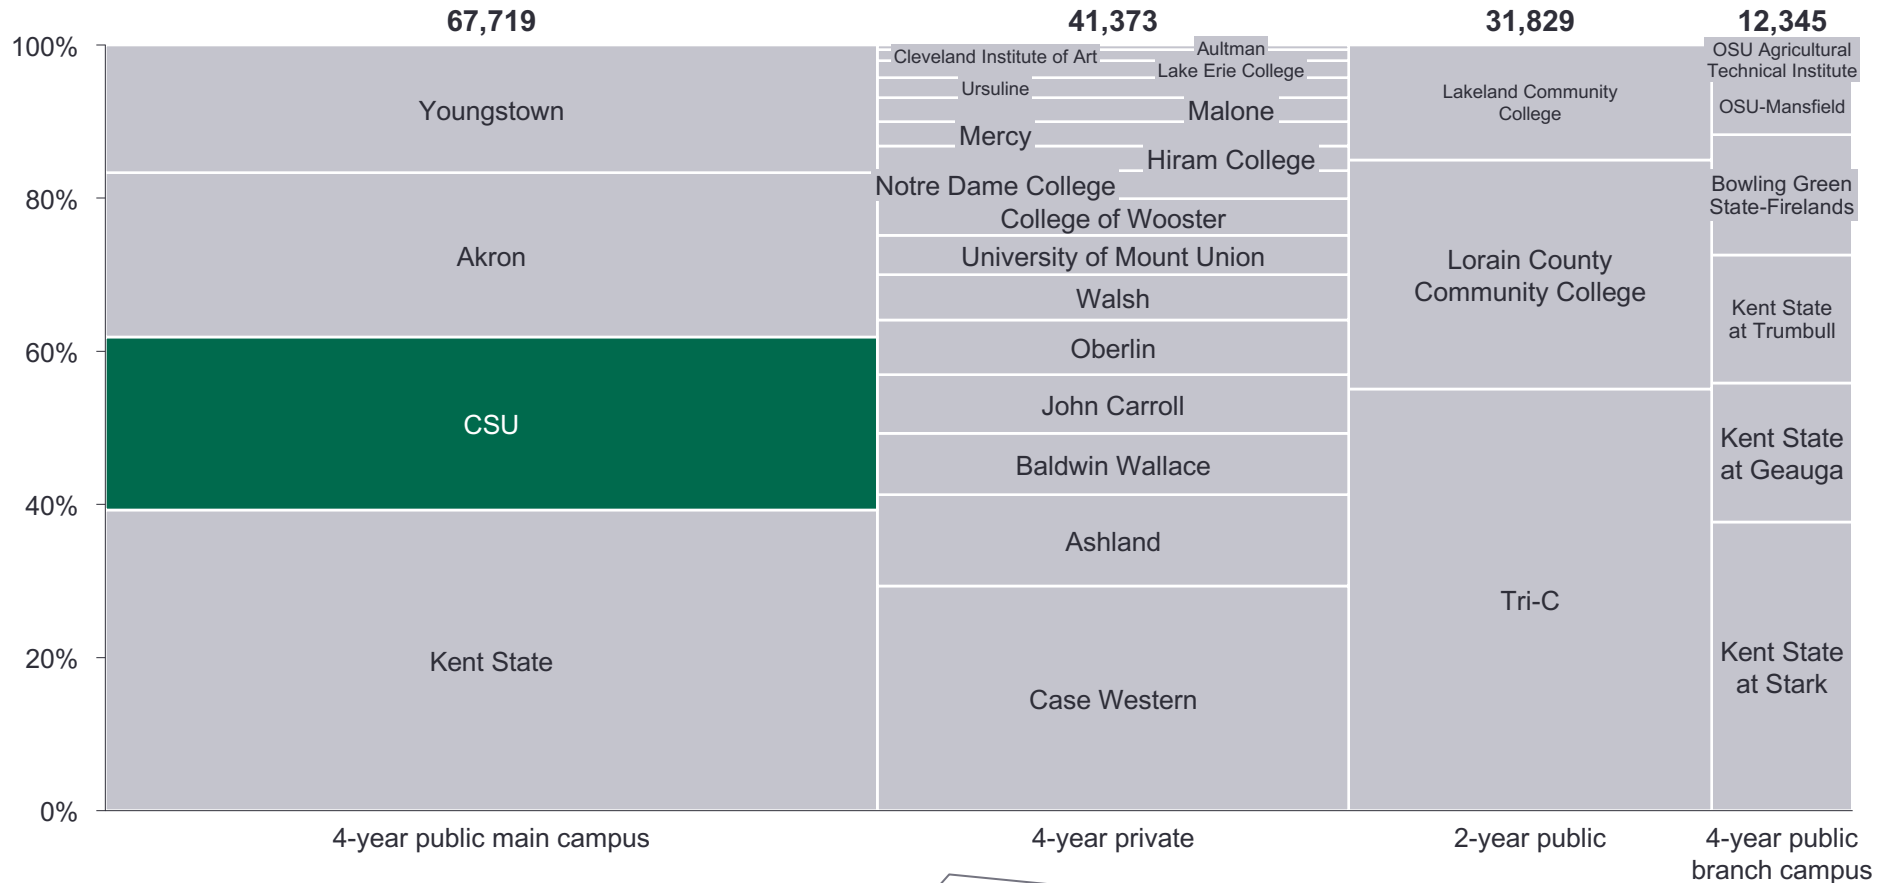 67,719
41,373
31,829
12,345
100%
80%
60%
40%
20%
0%
Youngstown
Akron
CSU
Kent State
Aultman
Cleveland Institute of Art
Lake Erie College
Ursuline
Malone
Mercy
Hiram College
Notre Dame College
College of Wooster
University of Mount Union
Walsh
Oberlin
John Carroll
Baldwin Wallace
Ashland
Case Western
Lakeland Community
College
Lorain County
Community College
Tri-C
OSU Agricultural
Technical Institute
OSU-Mansfield
Bowling Green
State-Firelands
Kent State
at Trumbull
Kent State
at Geauga
Kent State
at Stark
4-year public main campus
4-year private
2-year public
4-year public
branch campus